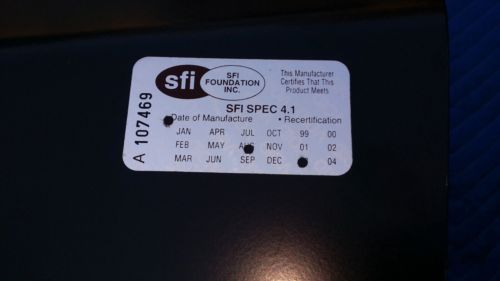 sfi
SFI
FOUNDATION
INC.
This Manufacturer
Certifies That This
Product Meets
SFI SPEC 4.1
Date of Manufacture • Recertification
JAN APR JUL OCT 99 00
FEB MAY NOV 01 02
MAR JUN SEP DEC 04
A 107469